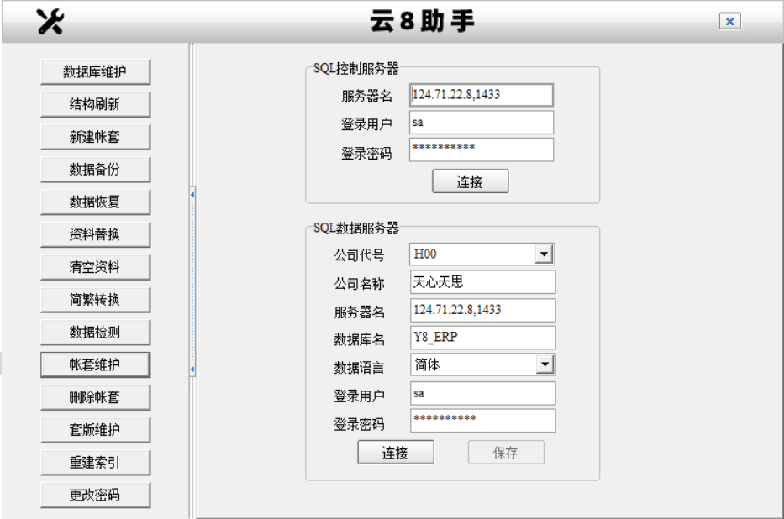 云8助手
数据库维护
结构刷新
新建帐套
数据备份
数据恢复
资料替换
清空资料
简繁转换
数据检测
帐套维护
删除帐套
套版维护
重建索引
更改密码
SQL控制服务器
服务器名 124.71.22.8,1433
登录用户 sa
登录密码 **********
连接
SQL数据服务器
公司代号 H00
公司名称 天心天思
服务器名 124.71.22.8,1433
数据库名 Y8_ERP
数据语言 简体
登录用户 sa
登录密码 **********
连接 保存